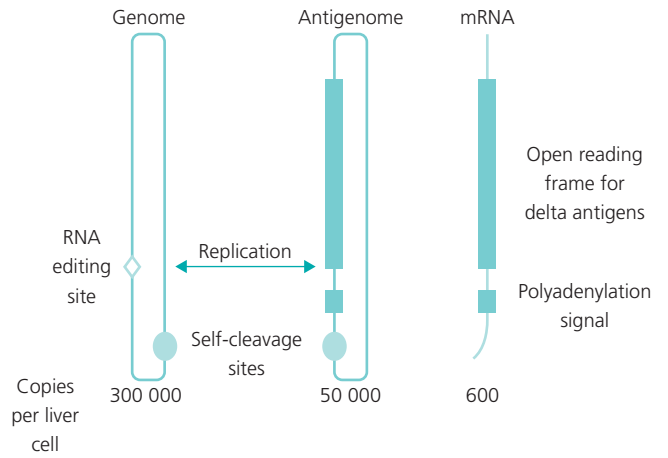 Genome
Antigenome
mRNA
Open reading
frame for
delta antigens
RNA
editing
site
Replication
Polyadenylation
signal
Self-cleavage
sites
Copies
per liver
cell
300 000
50 000
600